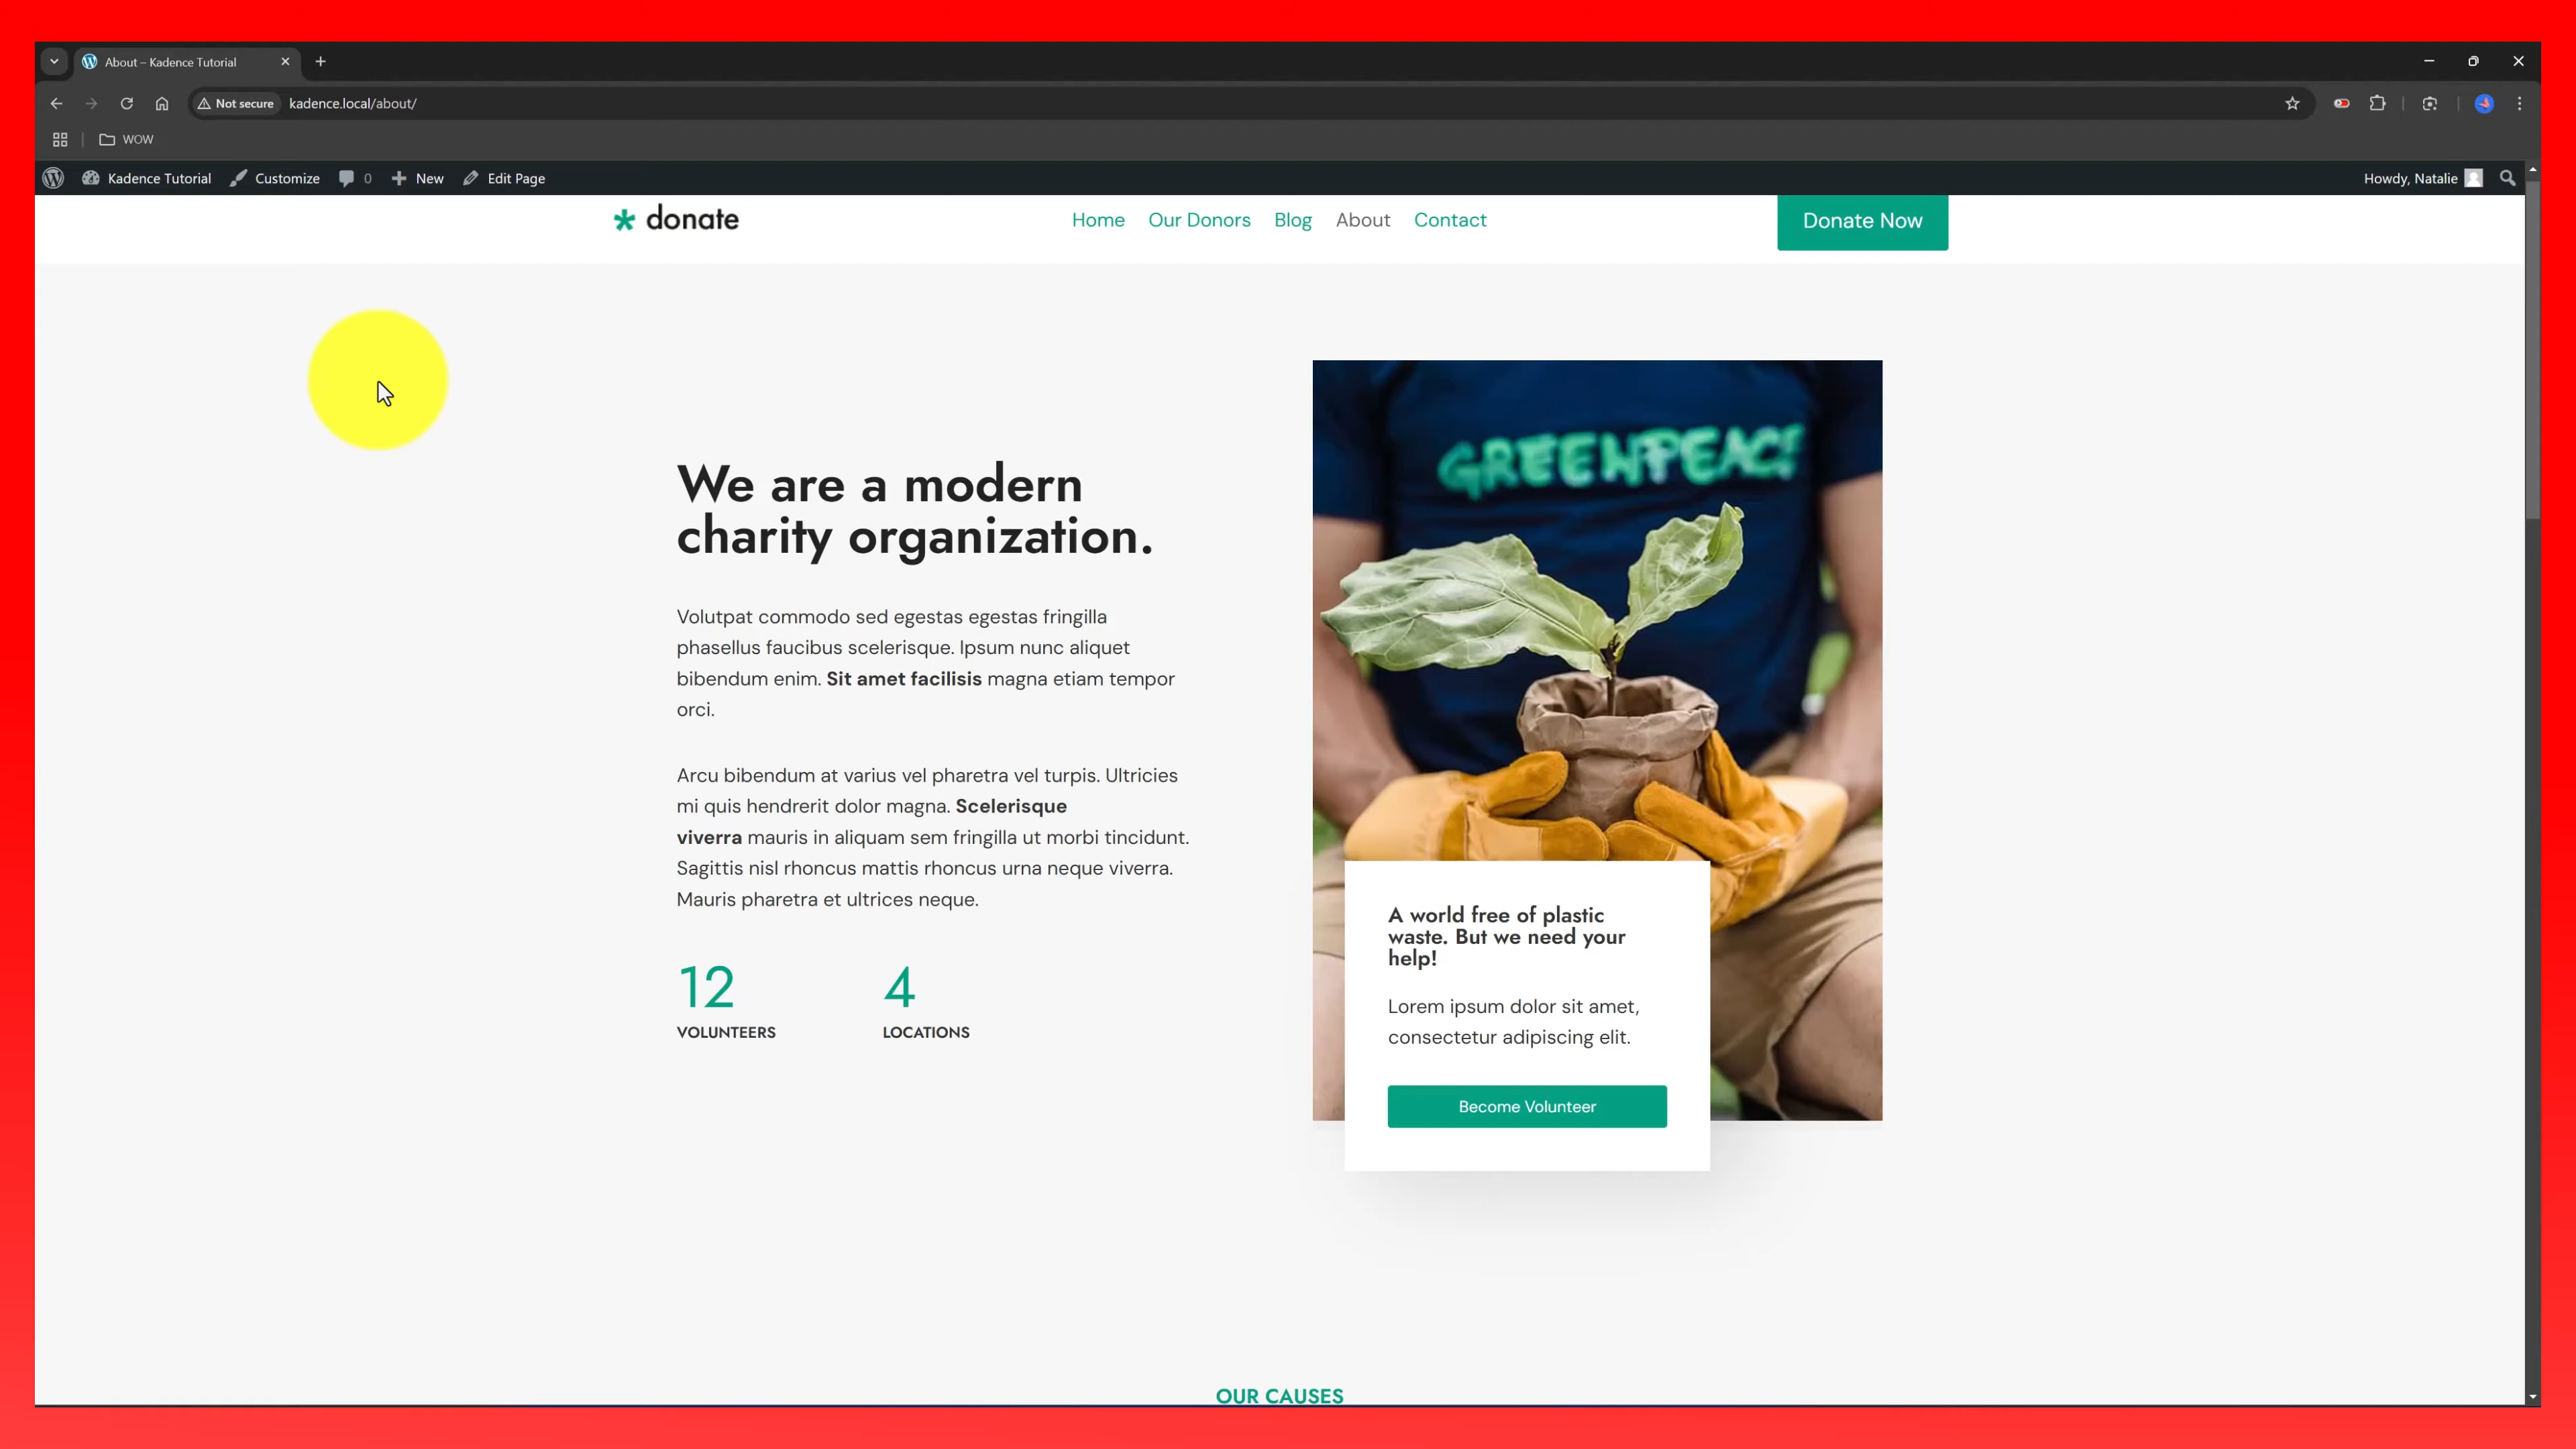 About – Kadence Tutorial
Not secure kadence.local/about/
WOW
Kadence Tutorial Customize 0 New Edit Page Howdy, Natalie
donate Home Our Donors Blog About Contact Donate Now
We are a modern
charity organization.
Volutpat commodo sed egestas egestas fringilla
phasellus faucibus scelerisque. Ipsum nunc aliquet
bibendum enim. Sit amet facilisis magna etiam tempor
orci.
Arcu bibendum at varius vel pharetra vel turpis. Ultricies
mi quis hendrerit dolor magna. Scelerisque
viverra mauris in aliquam sem fringilla ut morbi tincidunt.
Sagittis nisl rhoncus mattis rhoncus urna neque viverra.
Mauris pharetra et ultrices neque.
12
VOLUNTEERS
4
LOCATIONS
GREENPEACE
A world free of plastic
waste. But we need your
help!
Lorem ipsum dolor sit amet,
consectetur adipiscing elit.
Become Volunteer
OUR CAUSES